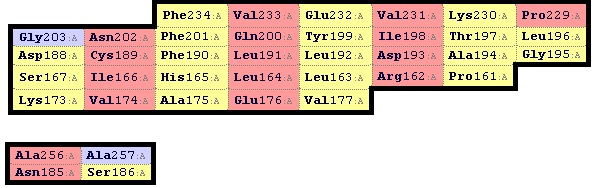 Phe234:A Val233:A Glu232:A Val231:A Lys230:A Pro229:A
Gly203:A Asn202:A Phe201:A Gln200:A Tyr199:A Ile198:A Thr197:A Leu196:A
Asp188:A Cys189:A Phe190:A Leu191:A Leu192:A Asp193:A Ala194:A Gly195:A
Ser167:A Ile166:A His165:A Leu164:A Leu163:A Arg162:A Pro161:A
Lys173:A Val174:A Ala175:A Glu176:A Val177:A
Ala256:A Ala257:A
Asn185:A Ser186:A